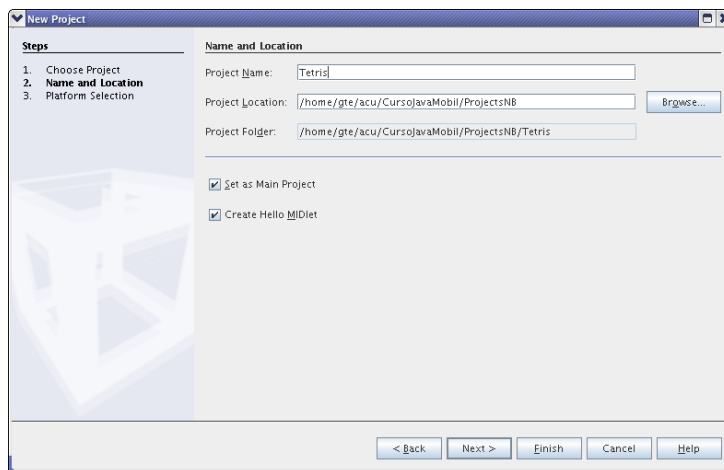 New Project
Steps
1. Choose Project
2. Name and Location
3. Platform Selection
Name and Location
Project Name: Tetris
Project Location: /home/gte/acu/CursoJavaMobil/ProjectsNB Browse...
Project Folder: /home/gte/acu/CursoJavaMobil/ProjectsNB/Tetris
Set as Main Project
Create Hello MIDlet
< Back Next > Finish Cancel Help